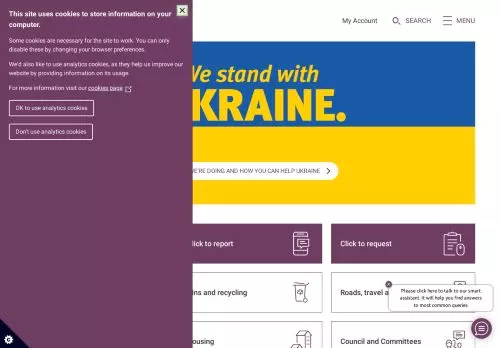 This site uses cookies to store information on your
computer.
Some cookies are necessary for the site to work. You can only
disable these by changing your browser preferences.
We'd also like to use analytics cookies, as they help us improve our
website by providing information on its usage.
For more information visit our cookies page
OK to use analytics cookies
Don't use analytics cookies
My Account
SEARCH
MENU
We stand with
KRAINE.
E'RE DOING AND HOW YOU CAN HELP UKRAINE
lick to report
Click to request
ins and recycling
Roads, travel a
Please click here to talk to our smart
assistant. It will help you find answers
to most common queries
ousing
Council and Committees